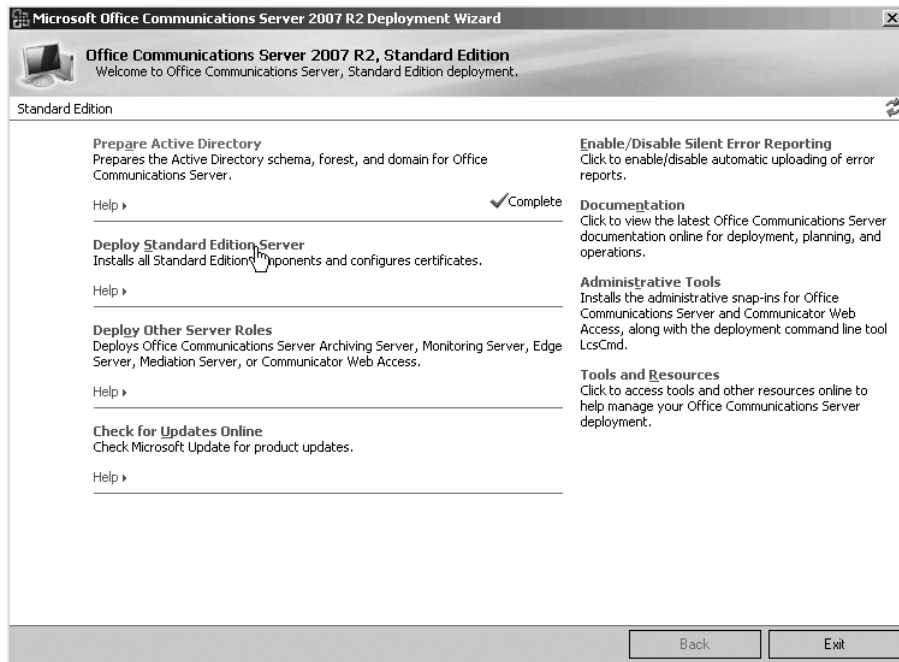 Microsoft Office Communications Server 2007 R2 Deployment Wizard
Office Communications Server 2007 R2, Standard Edition
Welcome to Office Communications Server, Standard Edition deployment.
Standard Edition
Prepare Active Directory
Prepares the Active Directory schema, forest, and domain for Office
Communications Server.
Help
Complete
Deploy Standard Edition Server
Installs all Standard Edition mponents and configures certificates.
Help
Deploy Other Server Roles
Deploys Office Communications Server Archiving Server, Monitoring Server, Edge
Server, Mediation Server, or Communicator Web Access.
Help
Check for Updates Online
Check Microsoft Update for product updates.
Help
Enable/Disable Silent Error Reporting
Click to enable/disable automatic uploading of error
reports.
Documentation
Click to view the latest Office Communications Server
documentation online for deployment, planning, and
operations.
Administrative Tools
Installs the administrative snap-ins for Office
Communications Server and Communicator Web
Access, along with the deployment command line tool
LcsCmd.
Tools and Resources
Click to access tools and other resources online to
help manage your Office Communications Server
deployment.
Back
Exit